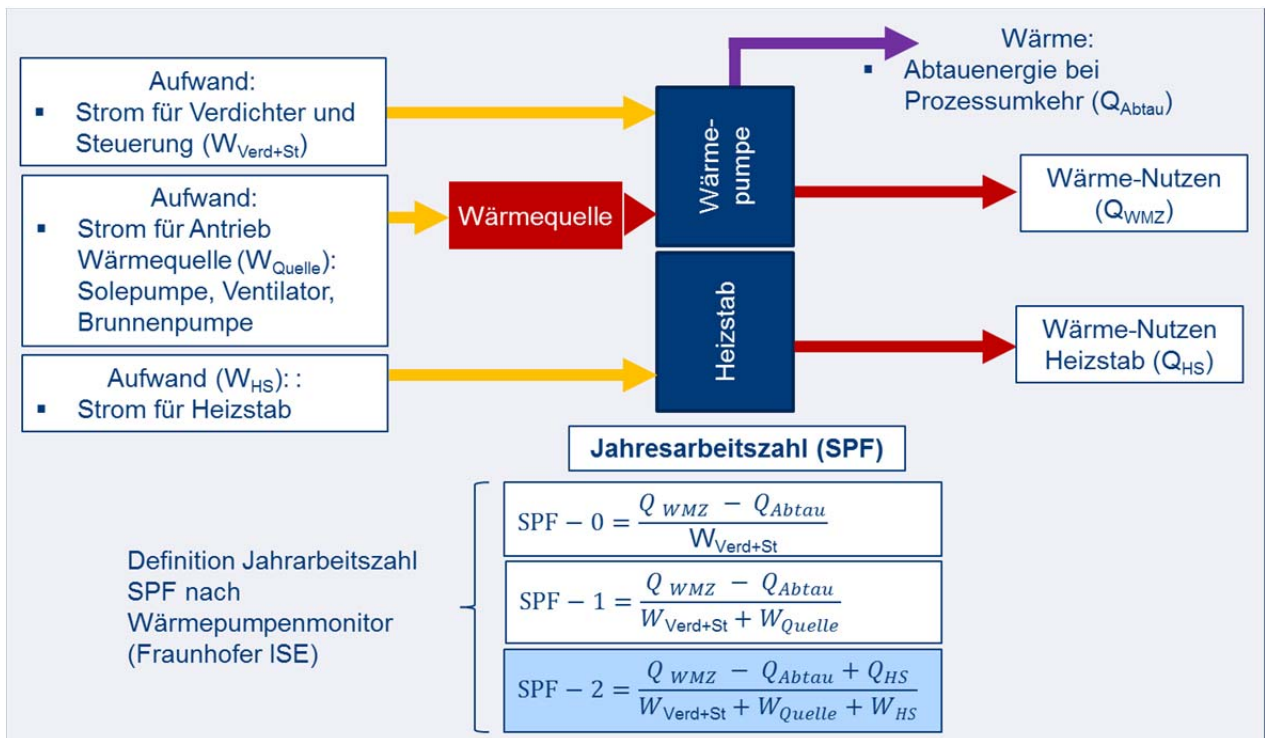 Aufwand:
▪ Strom für Verdichter und
Steuerung (W_Verd+St)
Aufwand:
▪ Strom für Antrieb
Wärmequelle (W_Quelle):
Solepumpe, Ventilator,
Brunnenpumpe
Aufwand (W_HS): :
▪ Strom für Heizstab
Wärmequelle
Wärme-
pumpe
Heizstab
Wärme:
▪ Abtauenergie bei
Prozessumkehr (Q_Abtau)
Wärme-Nutzen
(Q_WMZ)
Wärme-Nutzen
Heizstab (Q_HS)
Jahresarbeitszahl (SPF)
Definition Jahrarbeitszahl
SPF nach
Wärmepumpenmonitor
(Fraunhofer ISE)
SPF − 0 = (Q_WMZ − Q_Abtau) / (W_Verd+St)
SPF − 1 = (Q_WMZ − Q_Abtau) / (W_Verd+St + W_Quelle)
SPF − 2 = (Q_WMZ − Q_Abtau + Q_HS) / (W_Verd+St + W_Quelle + W_HS)